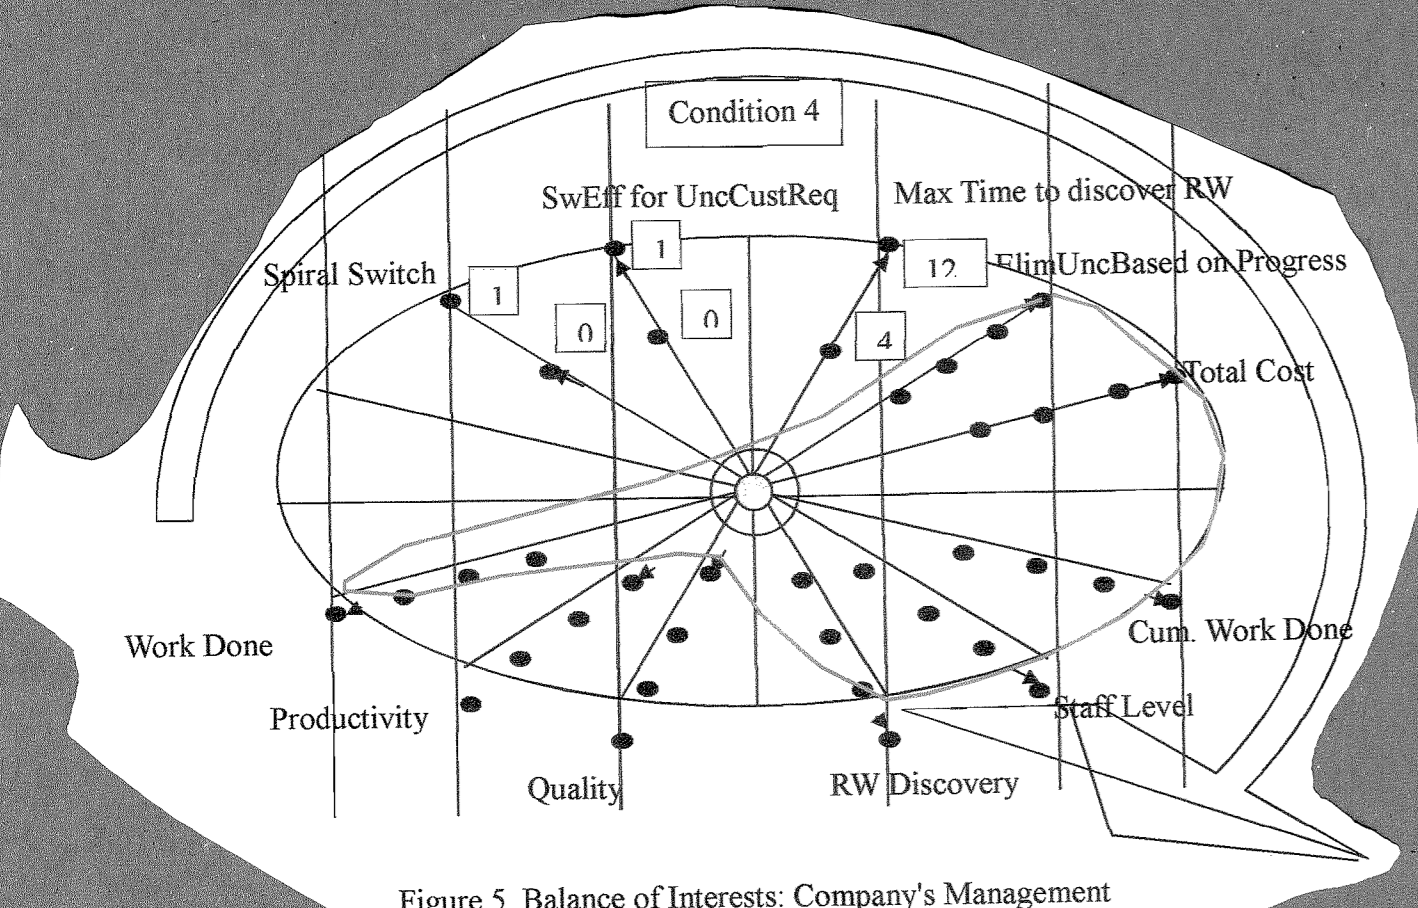 Condition 4
SwEff for UncCustReq
Max Time to discover RW
1
Spiral Switch
12
ElimUncBased on Progress
1
0
0
4
Total Cost
Work Done
Cum. Work Done
Productivity
Staff Level
Quality
RW Discovery
Figure 5 Balance of Interests: Company's Management